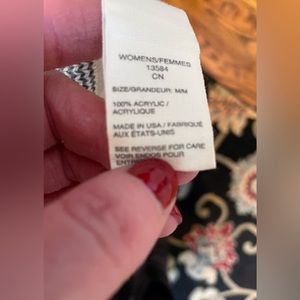 WOMENS/FEMMES
13584
CN
SIZE/GRANDEUR: M/M
100% ACRYLIC /
ACRYLIQUE
MADE IN USA / FABRIQUÉ
AUX ÉTATS-UNIS
SEE REVERSE FOR CARE
VOIR ENDOS POUR